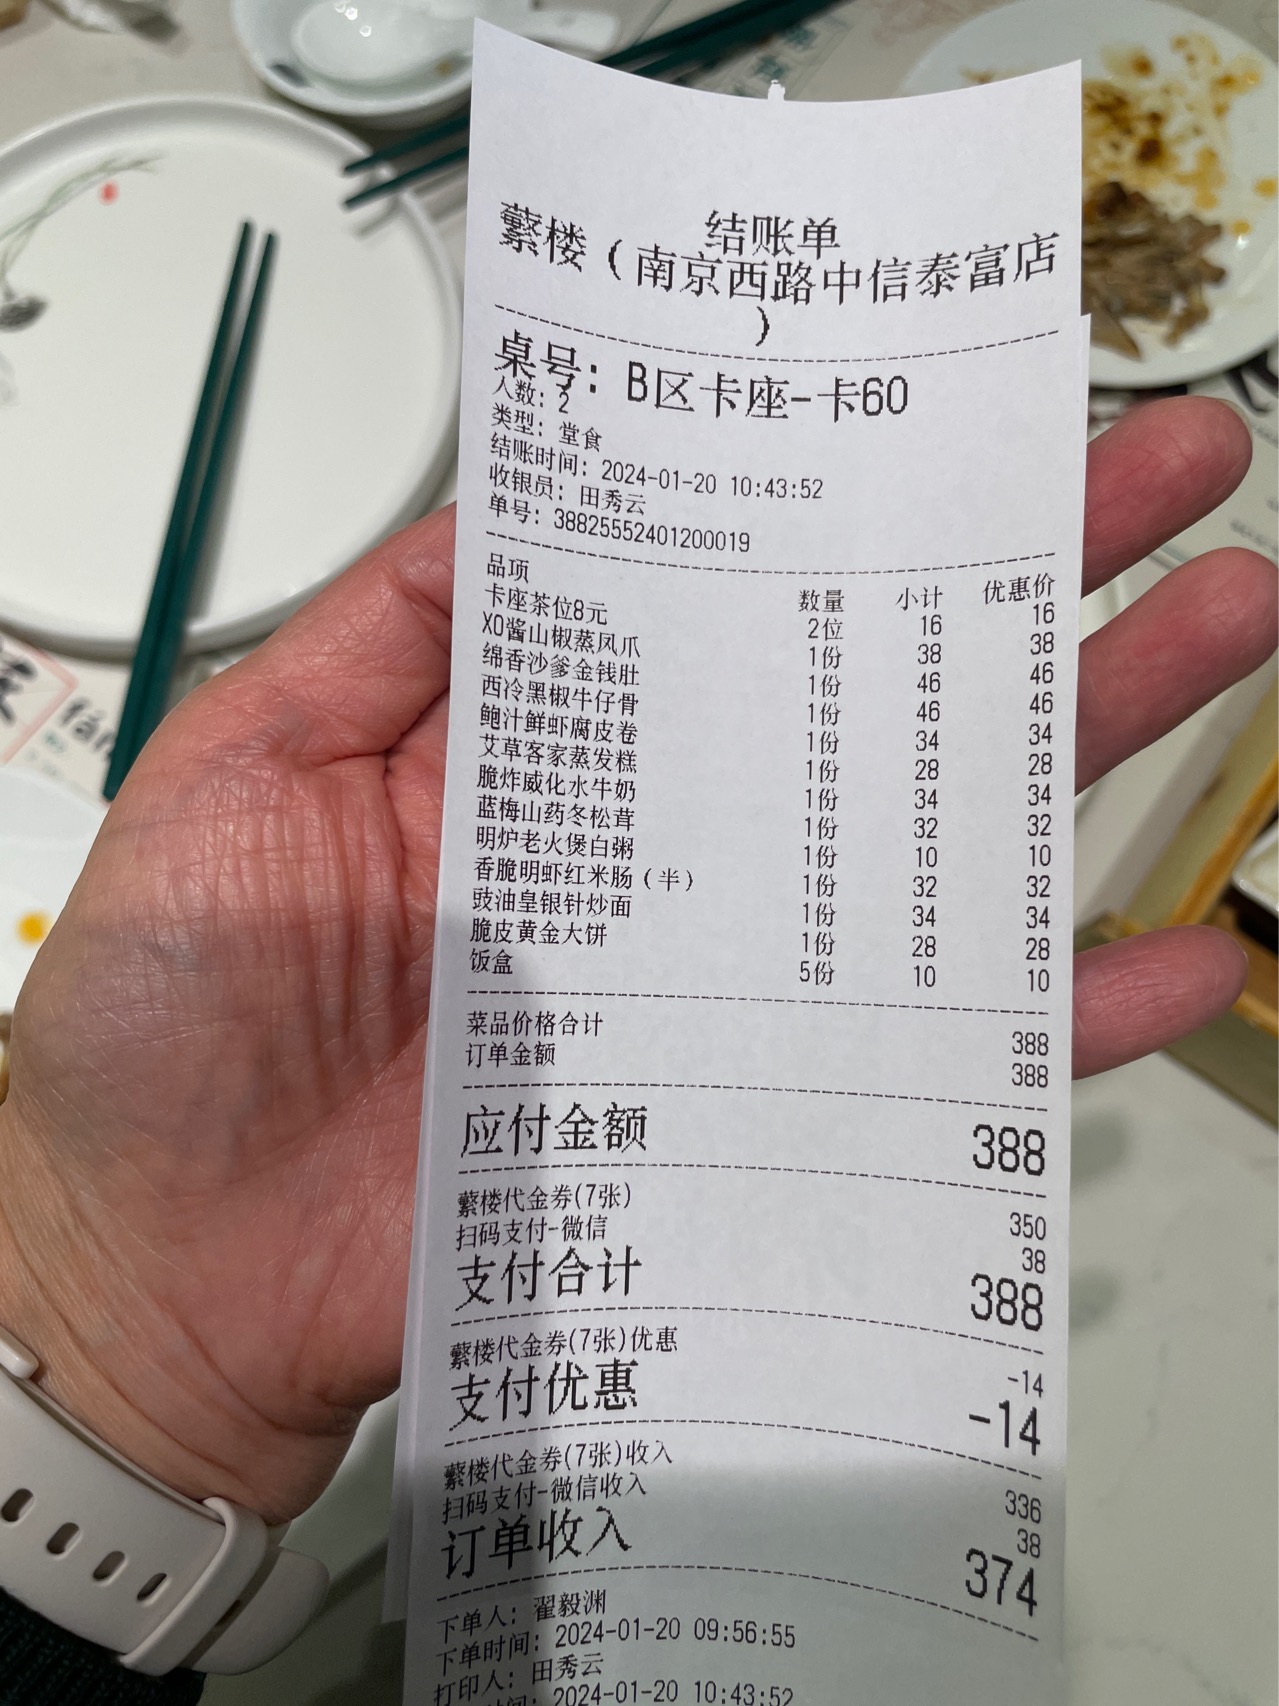 结账单
蘩楼（南京西路中信泰富店
）
桌号：B区卡座-卡60
人数：2
类型：堂食
结账时间：2024-01-20 10:43:52
收银员：田秀云
单号：38825552401200019
品项 数量 小计 优惠价
卡座茶位8元 2位 16 16
XO酱山椒蒸凤爪 1份 38 38
绵香沙爹金钱肚 1份 46 46
西冷黑椒牛仔骨 1份 46 46
鲍汁鲜虾腐皮卷 1份 34 34
艾草客家蒸发糕 1份 28 28
脆炸威化水牛奶 1份 34 34
蓝梅山药冬松茸 1份 32 32
明炉老火煲白粥 1份 10 10
香脆明虾红米肠（半） 1份 32 32
豉油皇银针炒面 1份 34 34
脆皮黄金大饼 1份 28 28
饭盒 5份 10 10
菜品价格合计 388
订单金额 388
应付金额 388
蘩楼代金券(7张) 350
扫码支付-微信 38
支付合计 388
蘩楼代金券(7张)优惠 -14
支付优惠 -14
蘩楼代金券(7张)收入 336
扫码支付-微信收入 38
订单收入 374
下单人：翟毅渊
下单时间：2024-01-20 09:56:55
打印人：田秀云
时间：2024-01-20 10:43:52